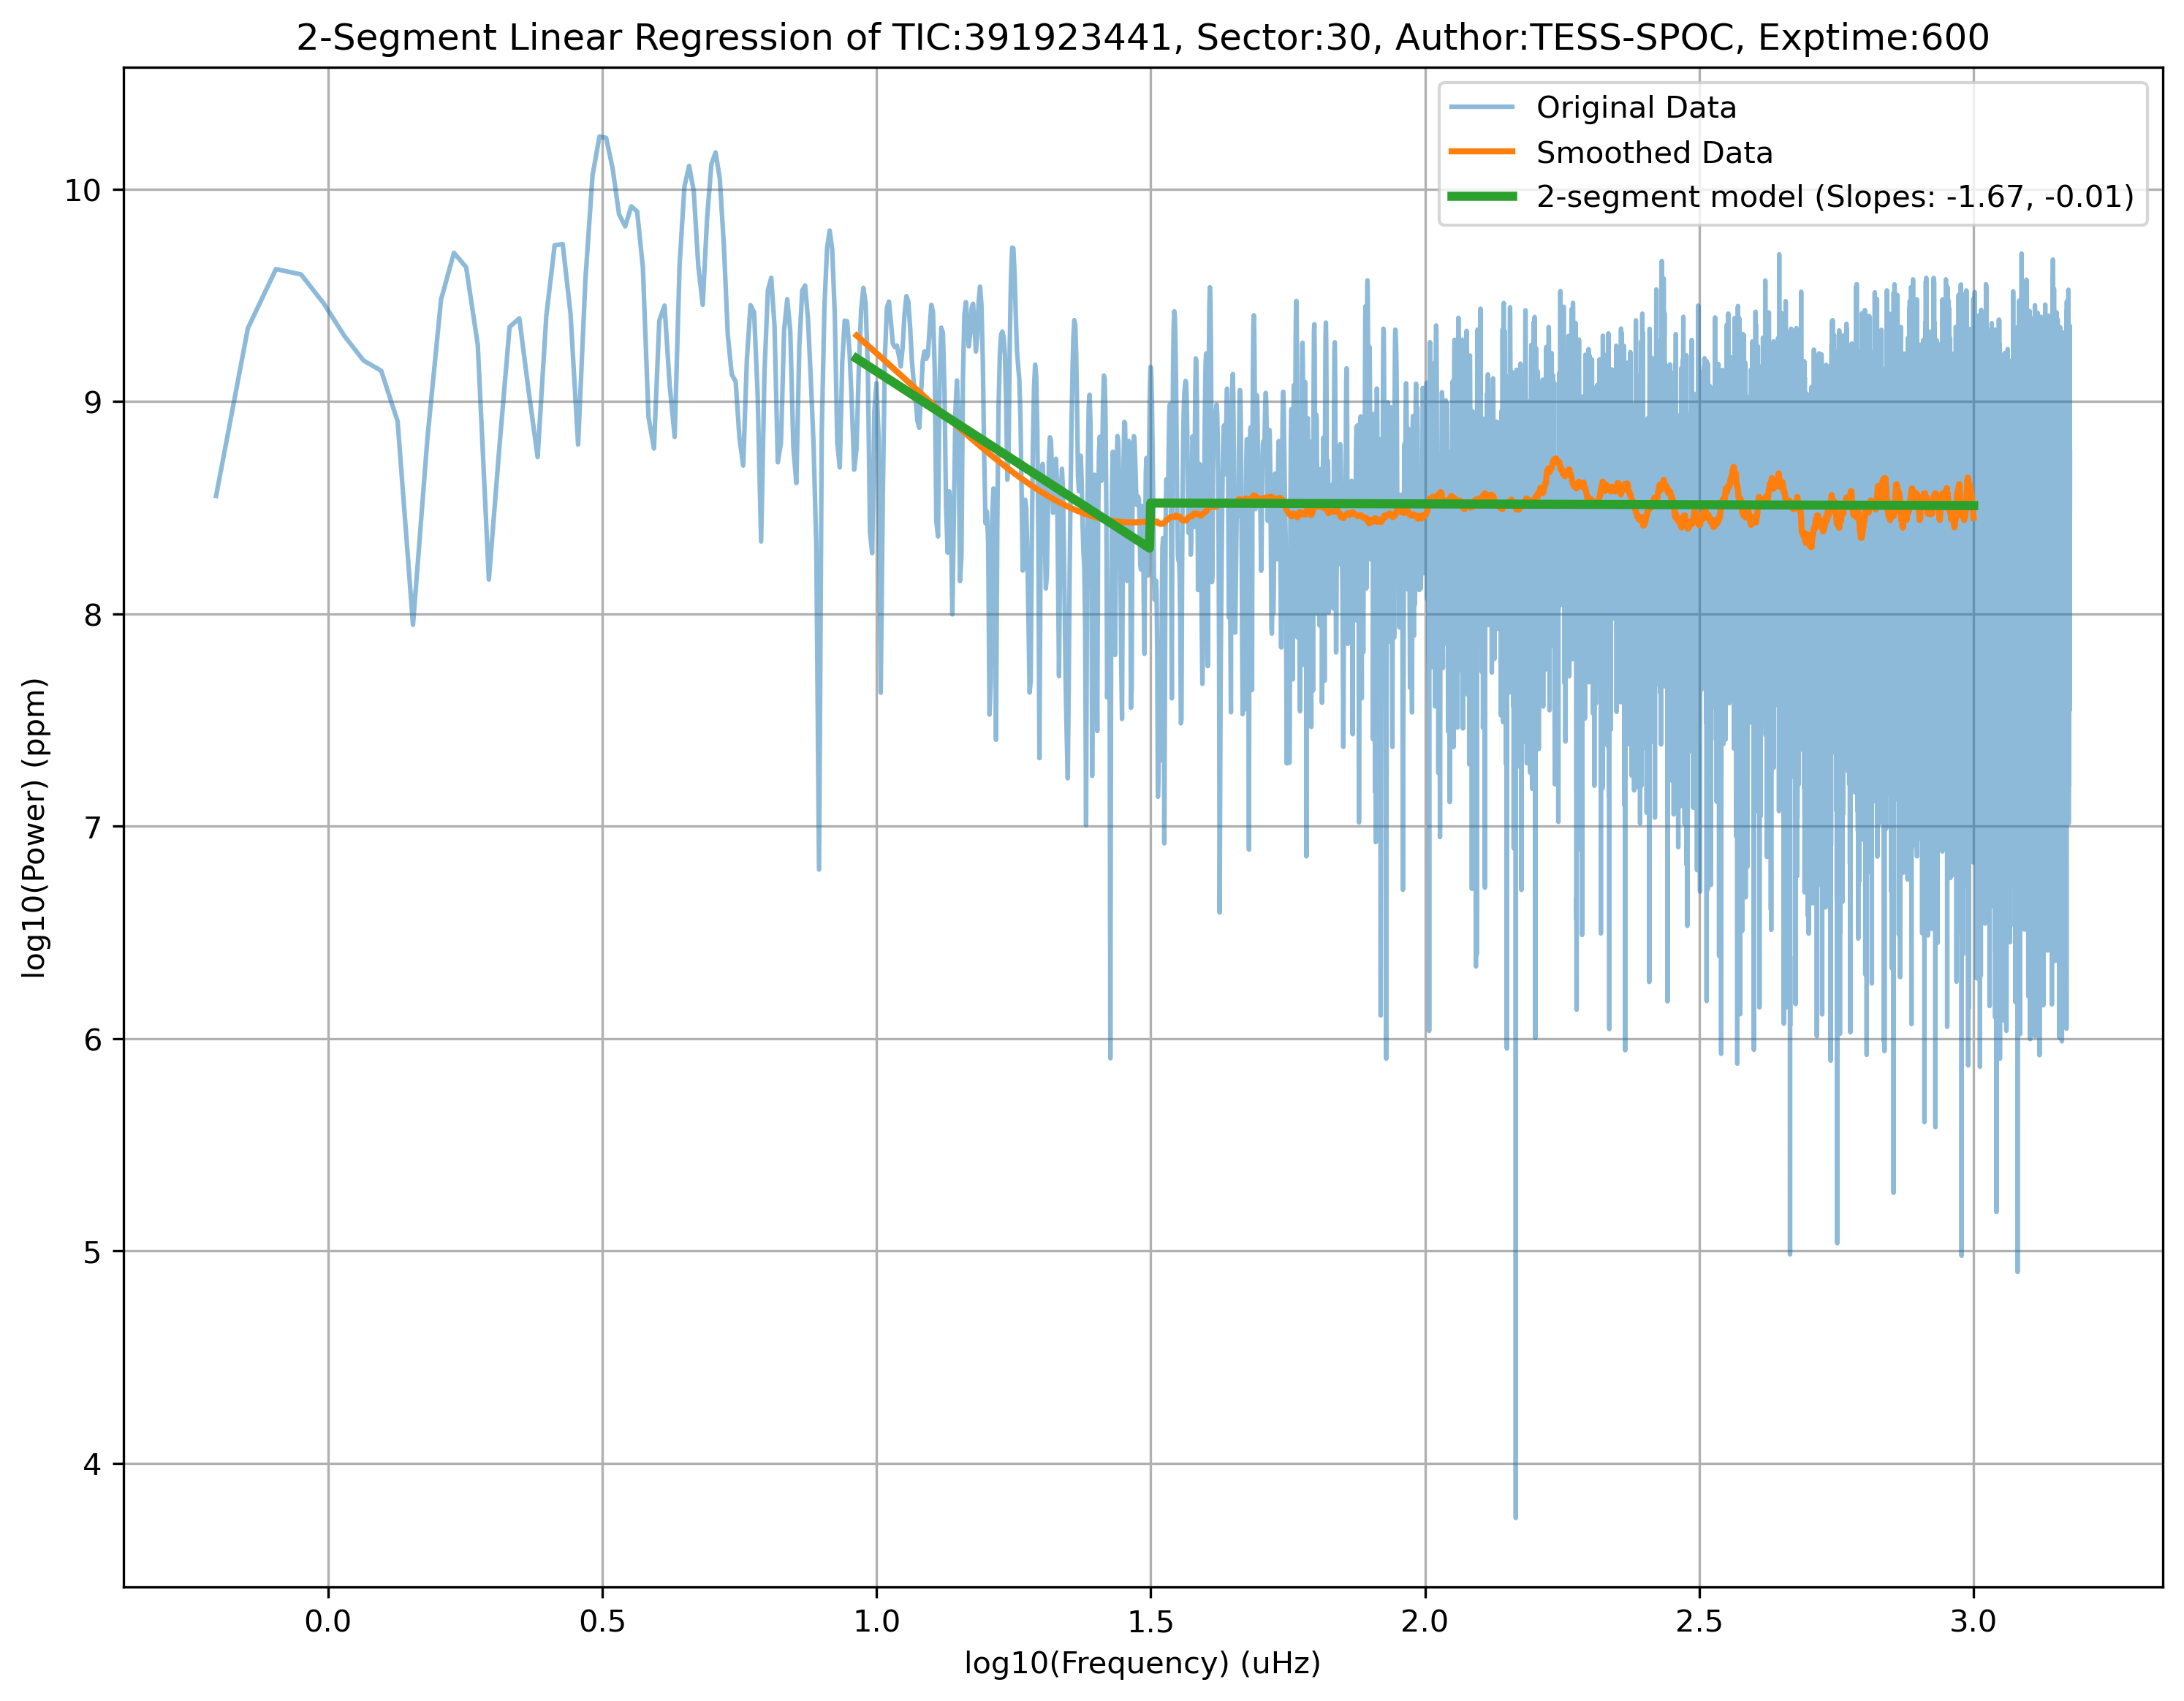 2-Segment Linear Regression of TIC:391923441, Sector:30, Author:TESS-SPOC, Exptime:600
Original Data
Smoothed Data
2-segment model (Slopes: -1.67, -0.01)
log10(Power) (ppm)
10
9
8
7
6
5
4
0.0 0.5 1.0 1.5 2.0 2.5 3.0
log10(Frequency) (uHz)